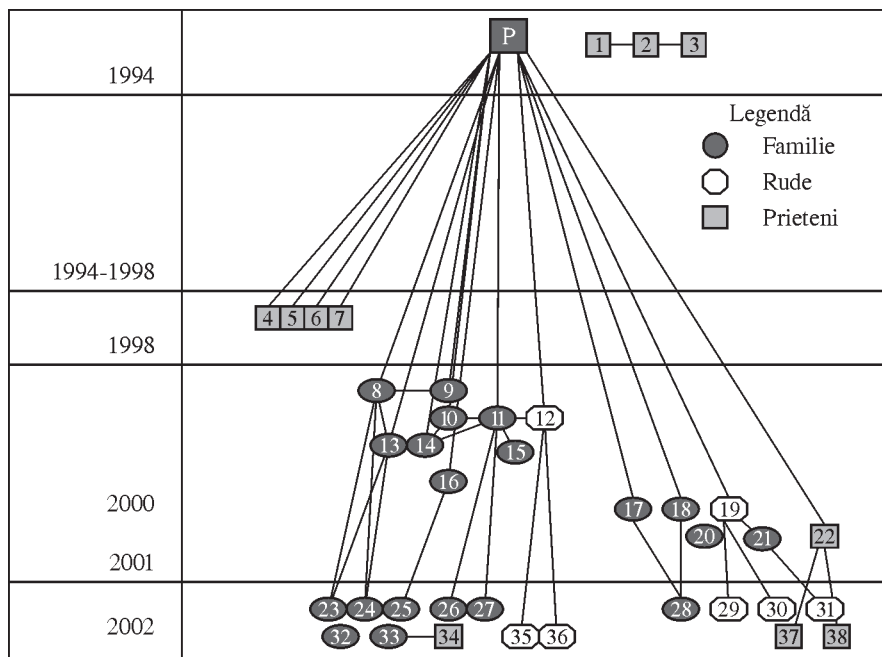 P 1 2 3
1994
Legendă
Familie
Rude
Prieteni
1994-1998
4 5 6 7
1998
8 9
10 11 12
13 14 15
16
2000 17 18 19
20 21 22
2001
23 24 25 26 27 28 29 30 31
2002 32 33 34 35 36 37 38